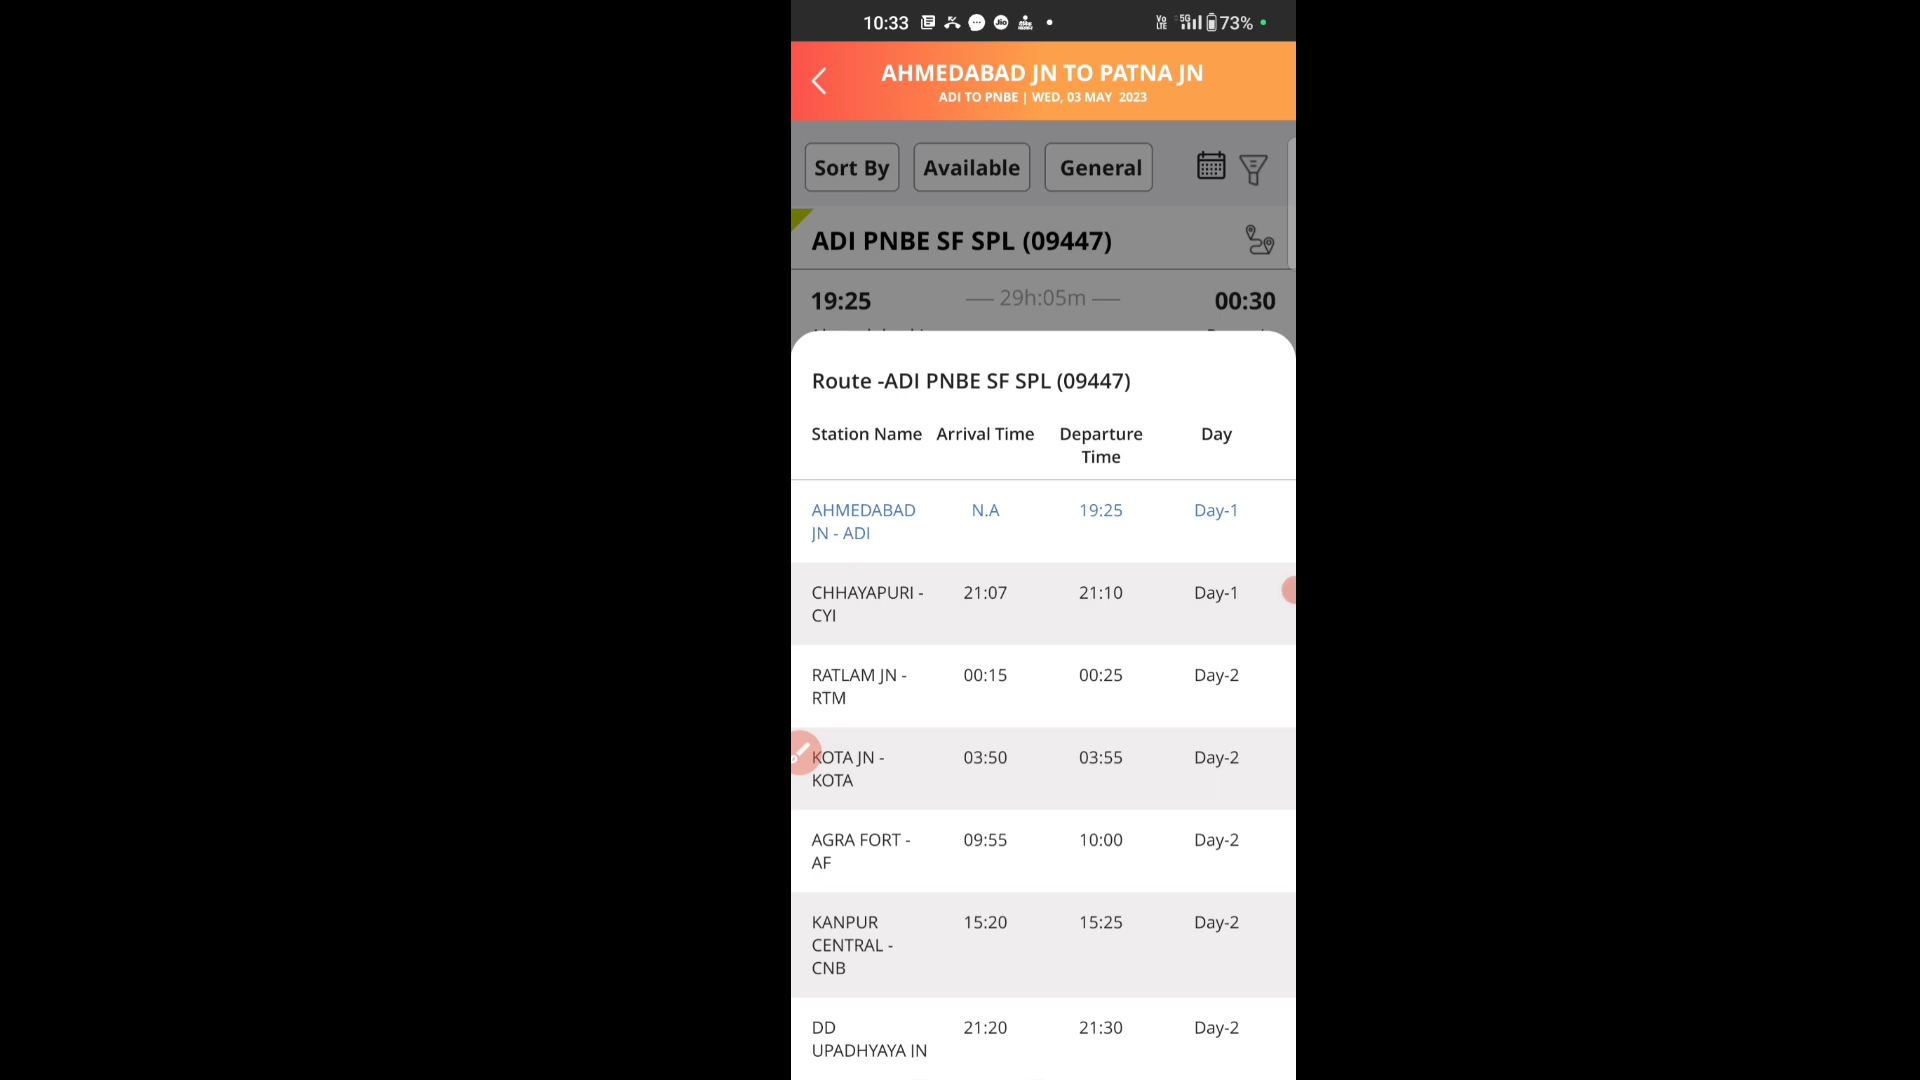 10:33
73%
AHMEDABAD JN TO PATNA JN
ADI TO PNBE | WED, 03 MAY 2023
Sort By Available General
ADI PNBE SF SPL (09447)
19:25 — 29h:05m — 00:30
Route -ADI PNBE SF SPL (09447)
Station Name Arrival Time Departure Time Day
AHMEDABAD JN - ADI N.A 19:25 Day-1
CHHAYAPURI - CYI 21:07 21:10 Day-1
RATLAM JN - RTM 00:15 00:25 Day-2
KOTA JN - KOTA 03:50 03:55 Day-2
AGRA FORT - AF 09:55 10:00 Day-2
KANPUR CENTRAL - CNB 15:20 15:25 Day-2
DD UPADHYAYA JN 21:20 21:30 Day-2